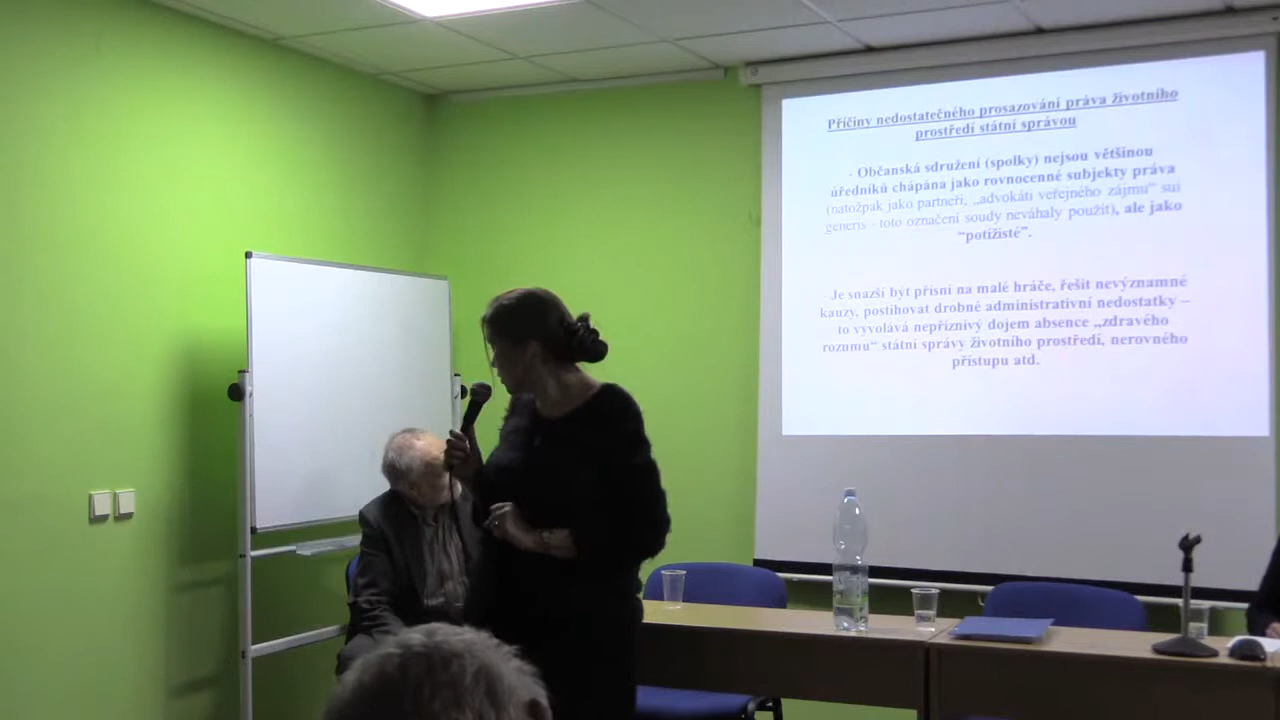 Příčiny nedostatečného prosazování práva životního
prostředí státní správou
- Občanská sdružení (spolky) nejsou většinou
úředníků chápána jako rovnocenné subjekty práva
(natožpak jako partneři, „advokáti veřejného zájmu“ sui
generis - toto označení soudy neváhaly použít), ale jako
“potížisté”.
- Je snazší být přísní na malé hráče, řešit nevýznamné
kauzy, postihovat drobné administrativní nedostatky –
to vyvolává nepříznivý dojem absence „zdravého
rozumu“ státní správy životního prostředí, nerovného
přístupu atd.